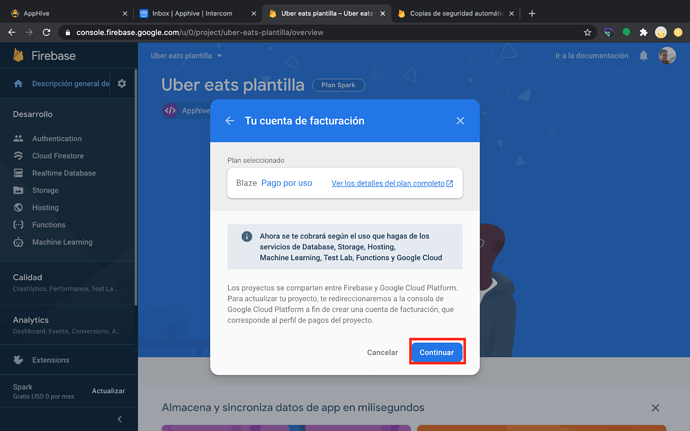 AppHive
Inbox | Apphive | Intercom
Uber eats plantilla – Uber eats
Copias de seguridad automátic
console.firebase.google.com/u/0/project/uber-eats-plantilla/overview
Firebase
Uber eats plantilla
Ir a la documentación
Descripción general de
Uber eats plantilla
Plan Spark
Apphive
Desarrollo
Authentication
Cloud Firestore
Realtime Database
Storage
Hosting
Functions
Machine Learning
Calidad
Crashlytics, Performance, Test La...
Analytics
Dashboard, Events, Conversions, A...
Extensions
Spark
Gratis USD 0 por mes
Actualizar
Tu cuenta de facturación
Plan seleccionado
Blaze Pago por uso
Ver los detalles del plan completo
Ahora se te cobrará según el uso que hagas de los
servicios de Database, Storage, Hosting,
Machine Learning, Test Lab, Functions y Google Cloud
Los proyectos se comparten entre Firebase y Google Cloud Platform.
Para actualizar tu proyecto, te redireccionaremos a la consola de
Google Cloud Platform a fin de crear una cuenta de facturación, que
corresponde al perfil de pagos del proyecto.
Cancelar
Continuar
Almacena y sincroniza datos de app en milisegundos